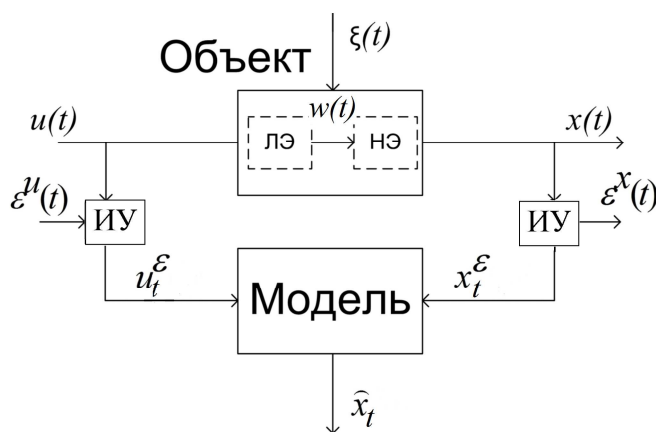 ξ(t)
Объект
w(t)
u(t)
ЛЭ
НЭ
x(t)
ε^u(t)
ИУ
ИУ
ε^x(t)
u_t^ε
Модель
x_t^ε
x̂_t